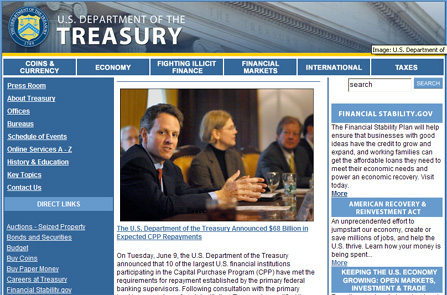 U.S. DEPARTMENT OF THE
TREASURY
Image: U.S. Department of
COINS &
CURRENCY
ECONOMY
FIGHTING ILLICIT
FINANCE
FINANCIAL
MARKETS
INTERNATIONAL
TAXES
Press Room
About Treasury
Offices
Bureaus
Schedule of Events
Online Services A - Z
History & Education
Key Topics
Contact Us
DIRECT LINKS
Auctions - Seized Property
Bonds and Securities
Budget
Buy Coins
Buy Paper Money
Careers at Treasury
Financial Stability.gov
The U.S. Department of the Treasury Announced $68 Billion in
Expected CPP Repayments
On Tuesday, June 9, the U.S. Department of the Treasury
announced that 10 of the largest U.S. financial institutions
participating in the Capital Purchase Program (CPP) have met the
requirements for repayment established by the primary federal
banking supervisors. Following consultation with the primary
search
SEARCH
FINANCIAL STABILITY.GOV
The Financial Stability Plan will help
ensure that businesses with good
ideas have the credit to grow and
expand, and working families can
get the affordable loans they need to
meet their economic needs and
power an economic recovery. Visit
today.
More
AMERICAN RECOVERY &
REINVESTMENT ACT
An unprecedented effort to
jumpstart our economy, create or
save millions of jobs, and help the
U.S. thrive. Learn how your money is
being spent...
More
KEEPING THE U.S. ECONOMY
GROWING: OPEN MARKETS,
INVESTMENT & TRADE